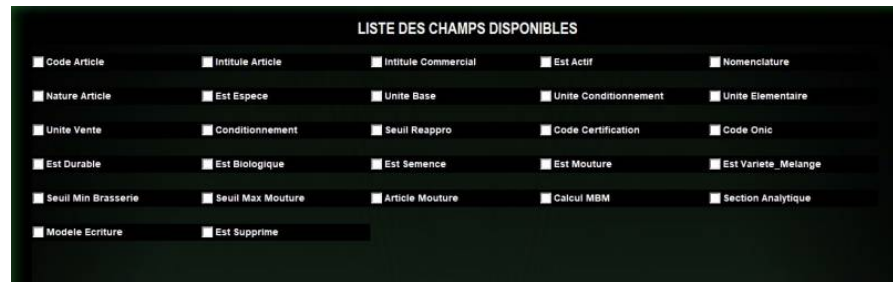 LISTE DES CHAMPS DISPONIBLES
Code Article Intitule Article Intitule Commercial Est Actif Nomenclature
Nature Article Est Espece Unite Base Unite Conditionnement Unite Elementaire
Unite Vente Conditionnement Seuil Reappro Code Certification Code Onic
Est Durable Est Biologique Est Semence Est Mouture Est Variete_Melange
Seuil Min Brasserie Seuil Max Mouture Article Mouture Calcul MBM Section Analytique
Modele Ecriture Est Supprime